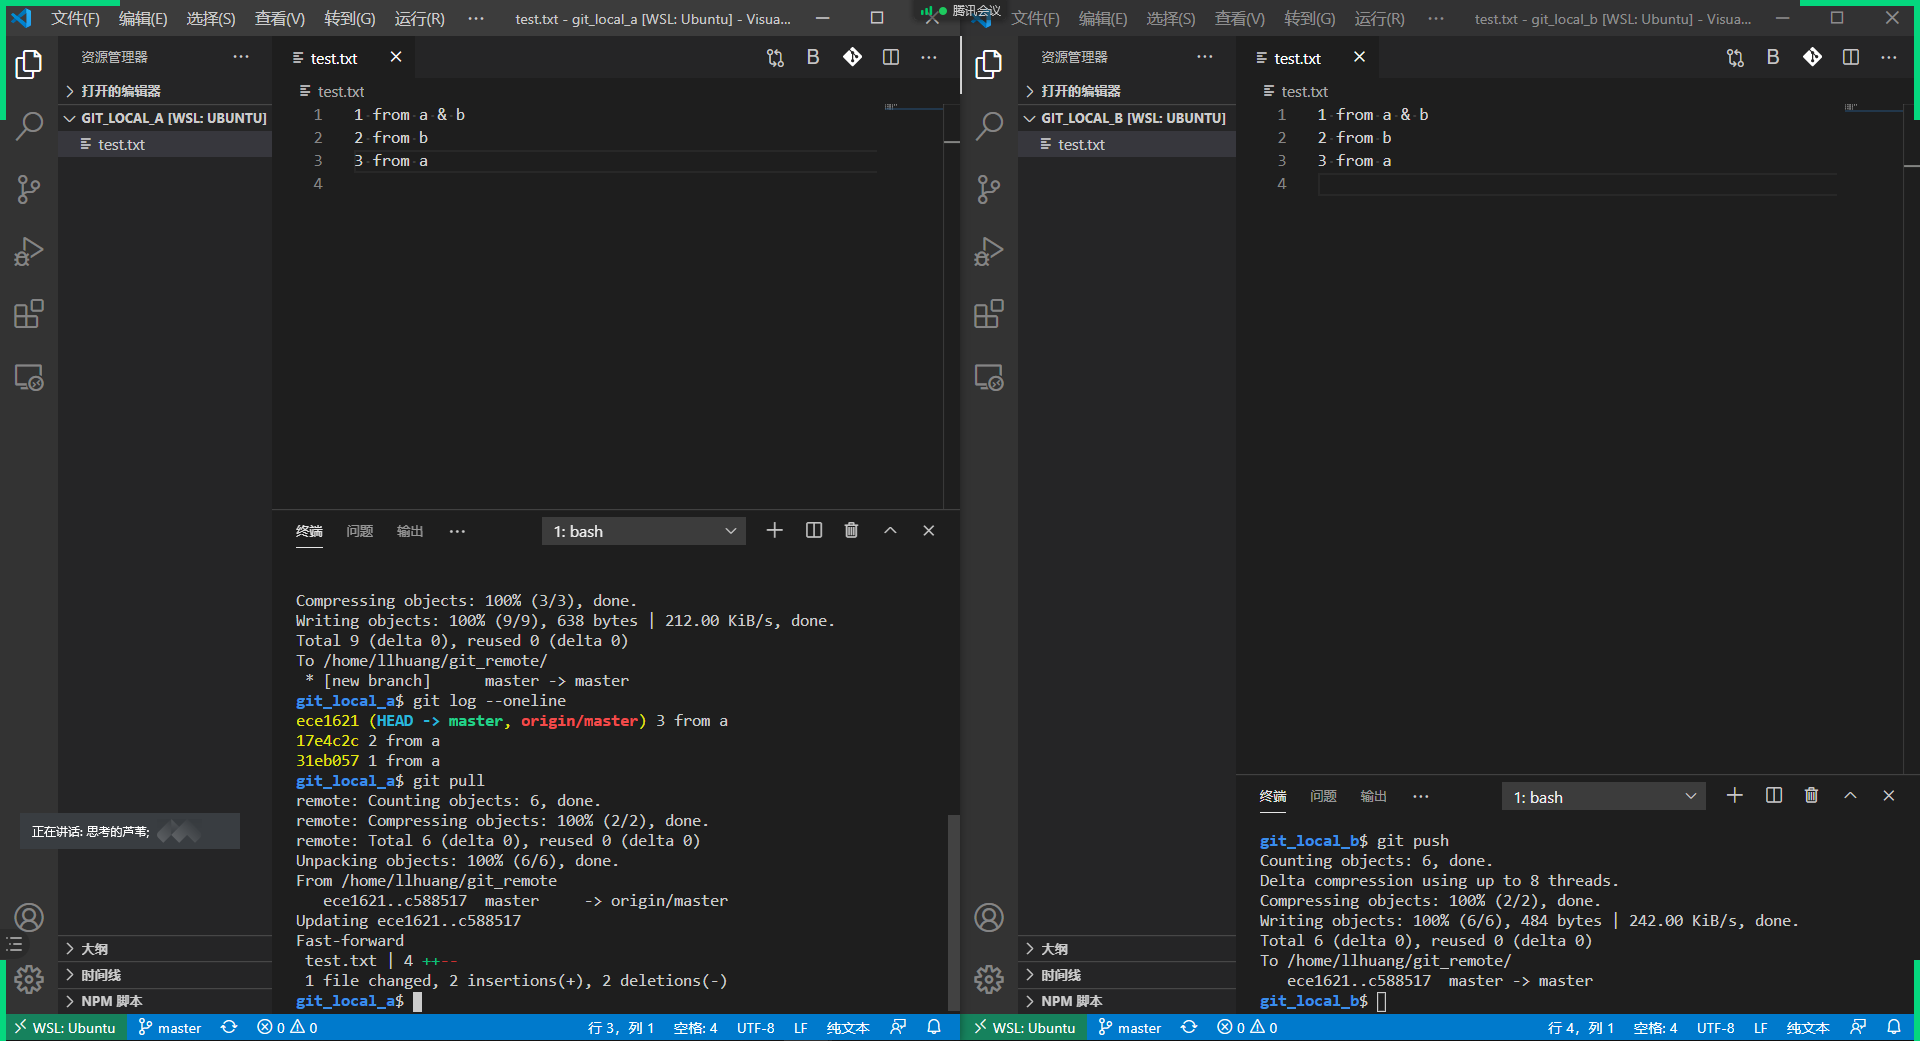 文件(F) 编辑(E) 选择(S) 查看(V) 转到(G) 运行(R) ··· test.txt - git_local_a [WSL: Ubuntu] - Visua...
资源管理器 ···
test.txt
打开的编辑器
GIT_LOCAL_A [WSL: UBUNTU]
test.txt
test.txt
1 1 from a & b
2 2 from b
3 3 from a
4
终端 问题 输出 ··· 1: bash
Compressing objects: 100% (3/3), done.
Writing objects: 100% (9/9), 638 bytes | 212.00 KiB/s, done.
Total 9 (delta 0), reused 0 (delta 0)
To /home/llhuang/git_remote/
* [new branch] master -> master
git_local_a$ git log --oneline
ece1621 (HEAD -> master, origin/master) 3 from a
17e4c2c 2 from a
31eb057 1 from a
git_local_a$ git pull
remote: Counting objects: 6, done.
remote: Compressing objects: 100% (2/2), done.
remote: Total 6 (delta 0), reused 0 (delta 0)
Unpacking objects: 100% (6/6), done.
From /home/llhuang/git_remote
ece1621..c588517 master -> origin/master
Updating ece1621..c588517
Fast-forward
test.txt | 4 ++--
1 file changed, 2 insertions(+), 2 deletions(-)
git_local_a$
正在讲话: 思考的芦苇;
大纲
时间线
NPM 脚本
WSL: Ubuntu master 0 0 行 3，列 1 空格: 4 UTF-8 LF 纯文本
腾讯会议
文件(F) 编辑(E) 选择(S) 查看(V) 转到(G) 运行(R) ··· test.txt - git_local_b [WSL: Ubuntu] - Visua...
资源管理器 ···
test.txt
打开的编辑器
GIT_LOCAL_B [WSL: UBUNTU]
test.txt
test.txt
1 1 from a & b
2 2 from b
3 3 from a
4
终端 问题 输出 ··· 1: bash
git_local_b$ git push
Counting objects: 6, done.
Delta compression using up to 8 threads.
Compressing objects: 100% (2/2), done.
Writing objects: 100% (6/6), 484 bytes | 242.00 KiB/s, done.
Total 6 (delta 0), reused 0 (delta 0)
To /home/llhuang/git_remote/
ece1621..c588517 master -> master
git_local_b$
大纲
时间线
NPM 脚本
WSL: Ubuntu master 0 0 行 4，列 1 空格: 4 UTF-8 LF 纯文本